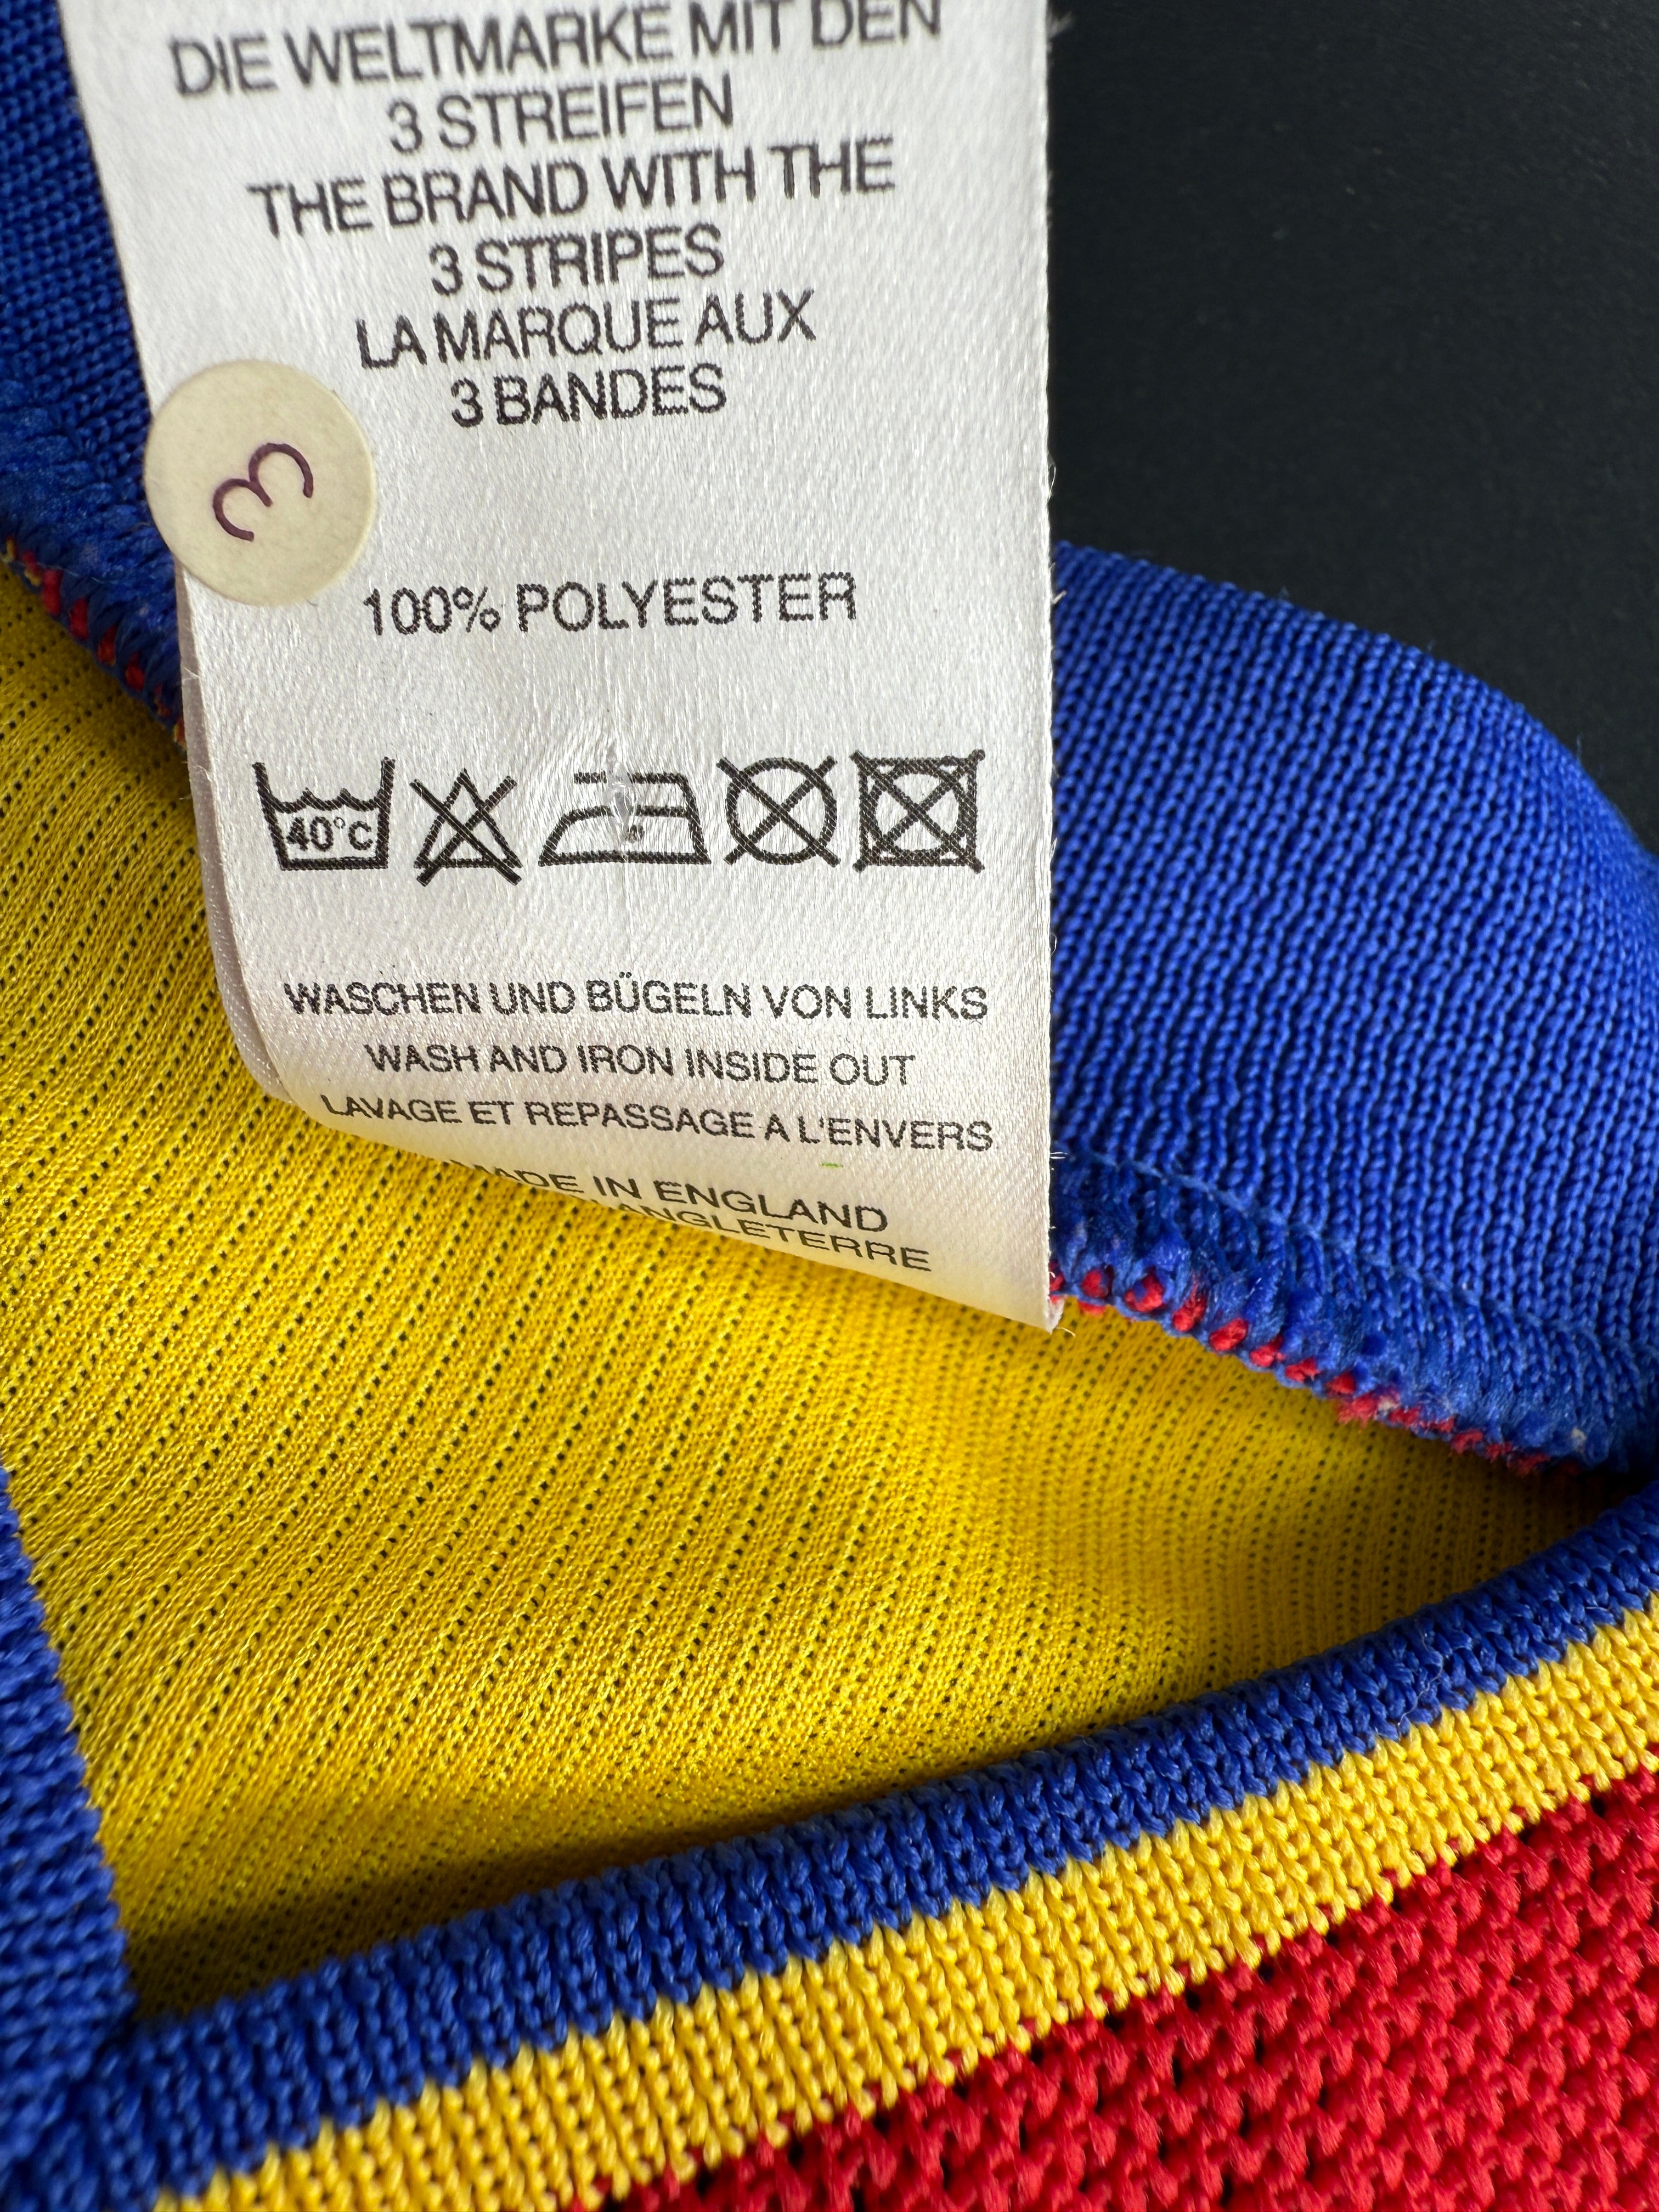 DIE WELTMARKE MIT DEN
3 STREIFEN
THE BRAND WITH THE
3 STRIPES
LA MARQUE AUX
3 BANDES
3
100% POLYESTER
40°C
WASCHEN UND BÜGELN VON LINKS
WASH AND IRON INSIDE OUT
LAVAGE ET REPASSAGE A L'ENVERS
MADE IN ENGLAND
ANGLETERRE